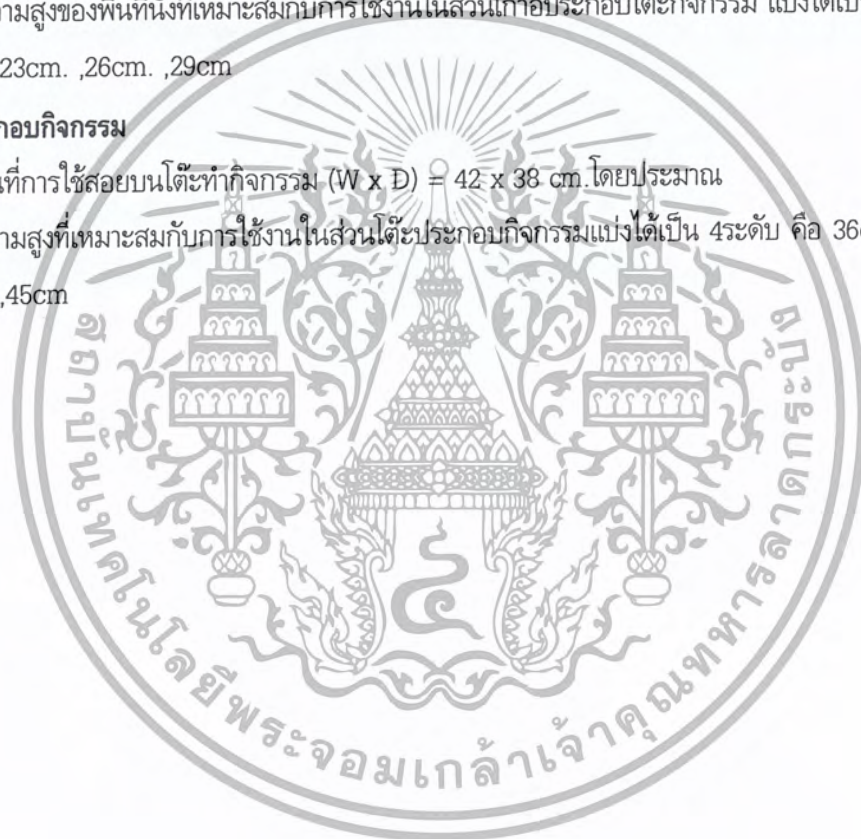 ามสูงของพื้นที่นั่งที่เหมาะสมกับการใช้งานในส่วนเก้าอี้ประกอบโต๊ะกิจกรรม แบ่งได้เป็
23cm. ,26cm. ,29cm
กอบกิจกรรม
นที่การใช้สอยบนโต๊ะทำกิจกรรม (W x D) = 42 x 38 cm.โดยประมาณ
ามสูงที่เหมาะสมกับการใช้งานในส่วนโต๊ะประกอบกิจกรรมแบ่งได้เป็น 4ระดับ คือ 36
,45cm
สถาบันเทคโนโลยีพระจอมเกล้าเจ้าคุณทหารลาดกระบัง
๔